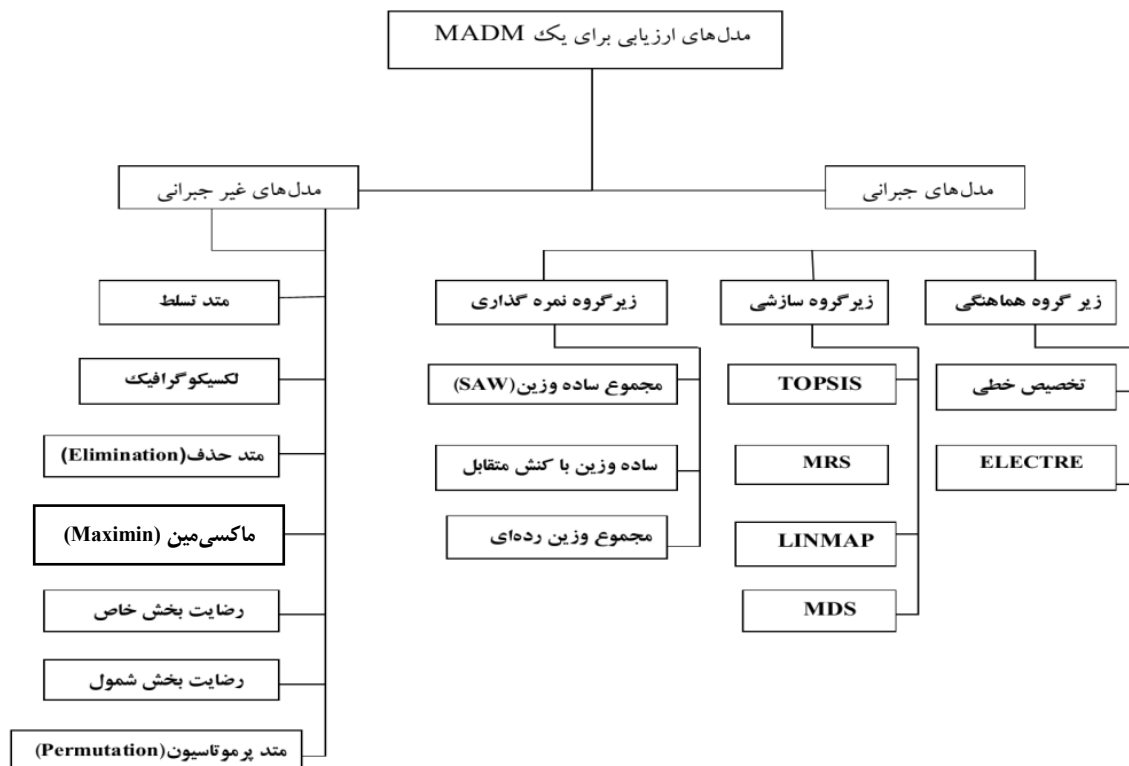 مدل‌های ارزیابی برای یک MADM
مدل‌های جبرانی
مدل‌های غیر جبرانی
زیر گروه هماهنگی
تخصیص خطی
ELECTRE
زیرگروه سازشی
TOPSIS
MRS
LINMAP
MDS
زیرگروه نمره گذاری
مجموع ساده وزین(SAW)
ساده وزین با کنش متقابل
مجموع وزین رده‌ای
متد تسلط
لکسیکوگرافیک
متد حذف(Elimination)
ماکسی‌مین (Maximin)
رضایت بخش خاص
رضایت بخش شمول
متد پرموتاسیون(Permutation)